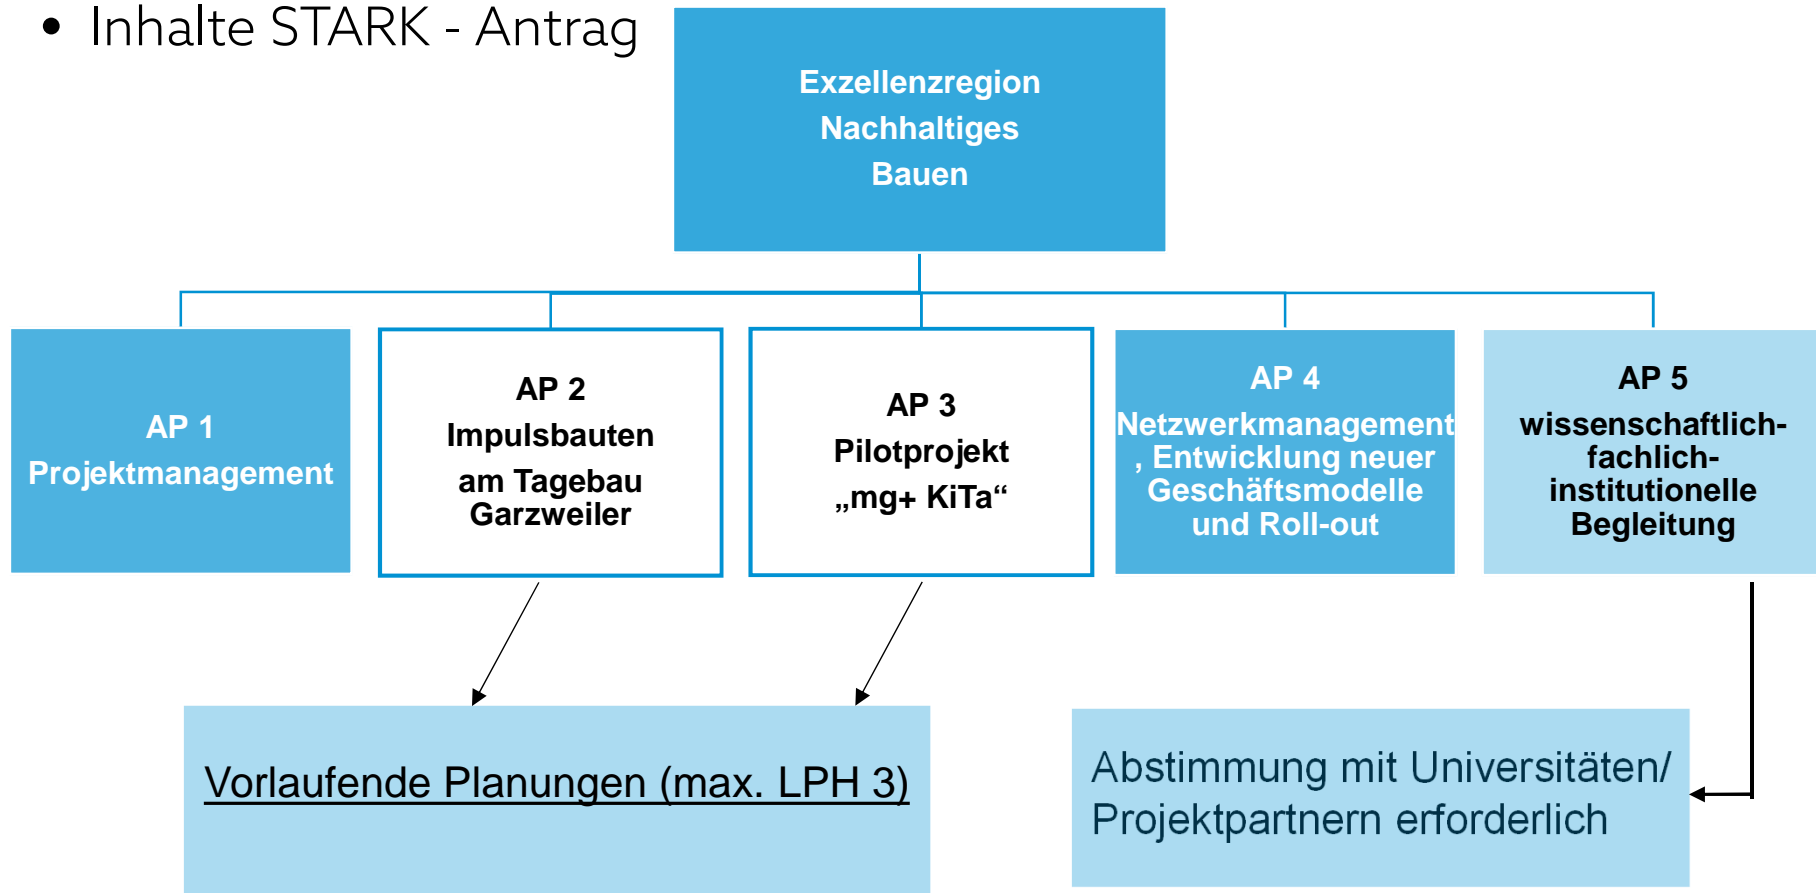 • Inhalte STARK - Antrag
Exzellenzregion
Nachhaltiges
Bauen
AP 1
Projektmanagement
AP 2
Impulsbauten
am Tagebau
Garzweiler
AP 3
Pilotprojekt
„mg+ KiTa“
AP 4
Netzwerkmanagement
, Entwicklung neuer
Geschäftsmodelle
und Roll-out
AP 5
wissenschaftlich-
fachlich-
institutionelle
Begleitung
Vorlaufende Planungen (max. LPH 3)
Abstimmung mit Universitäten/
Projektpartnern erforderlich